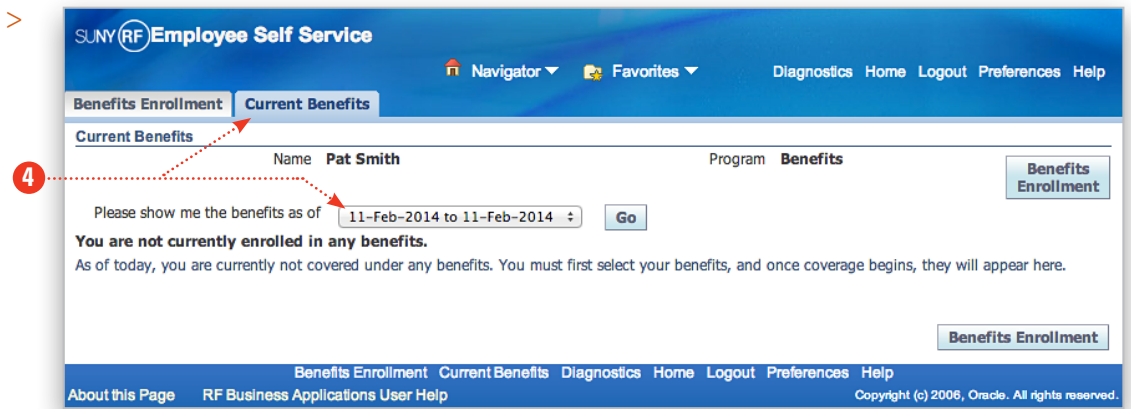 >
SUNY RF Employee Self Service
Navigator Favorites Diagnostics Home Logout Preferences Help
Benefits Enrollment Current Benefits
Current Benefits
Name Pat Smith Program Benefits
Benefits Enrollment
4
Please show me the benefits as of 11-Feb-2014 to 11-Feb-2014 Go
You are not currently enrolled in any benefits.
As of today, you are currently not covered under any benefits. You must first select your benefits, and once coverage begins, they will appear here.
Benefits Enrollment
Benefits Enrollment Current Benefits Diagnostics Home Logout Preferences Help
About this Page RF Business Applications User Help Copyright (c) 2006, Oracle. All rights reserved.